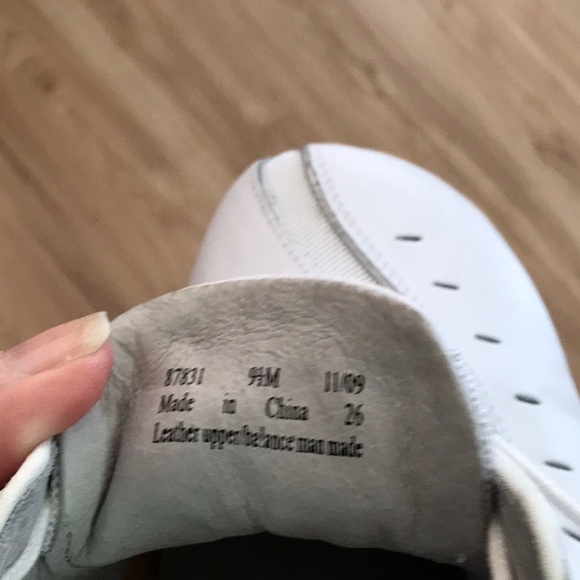 87831 9½M 11/09
Made in China 26
Leather upper/balance man made